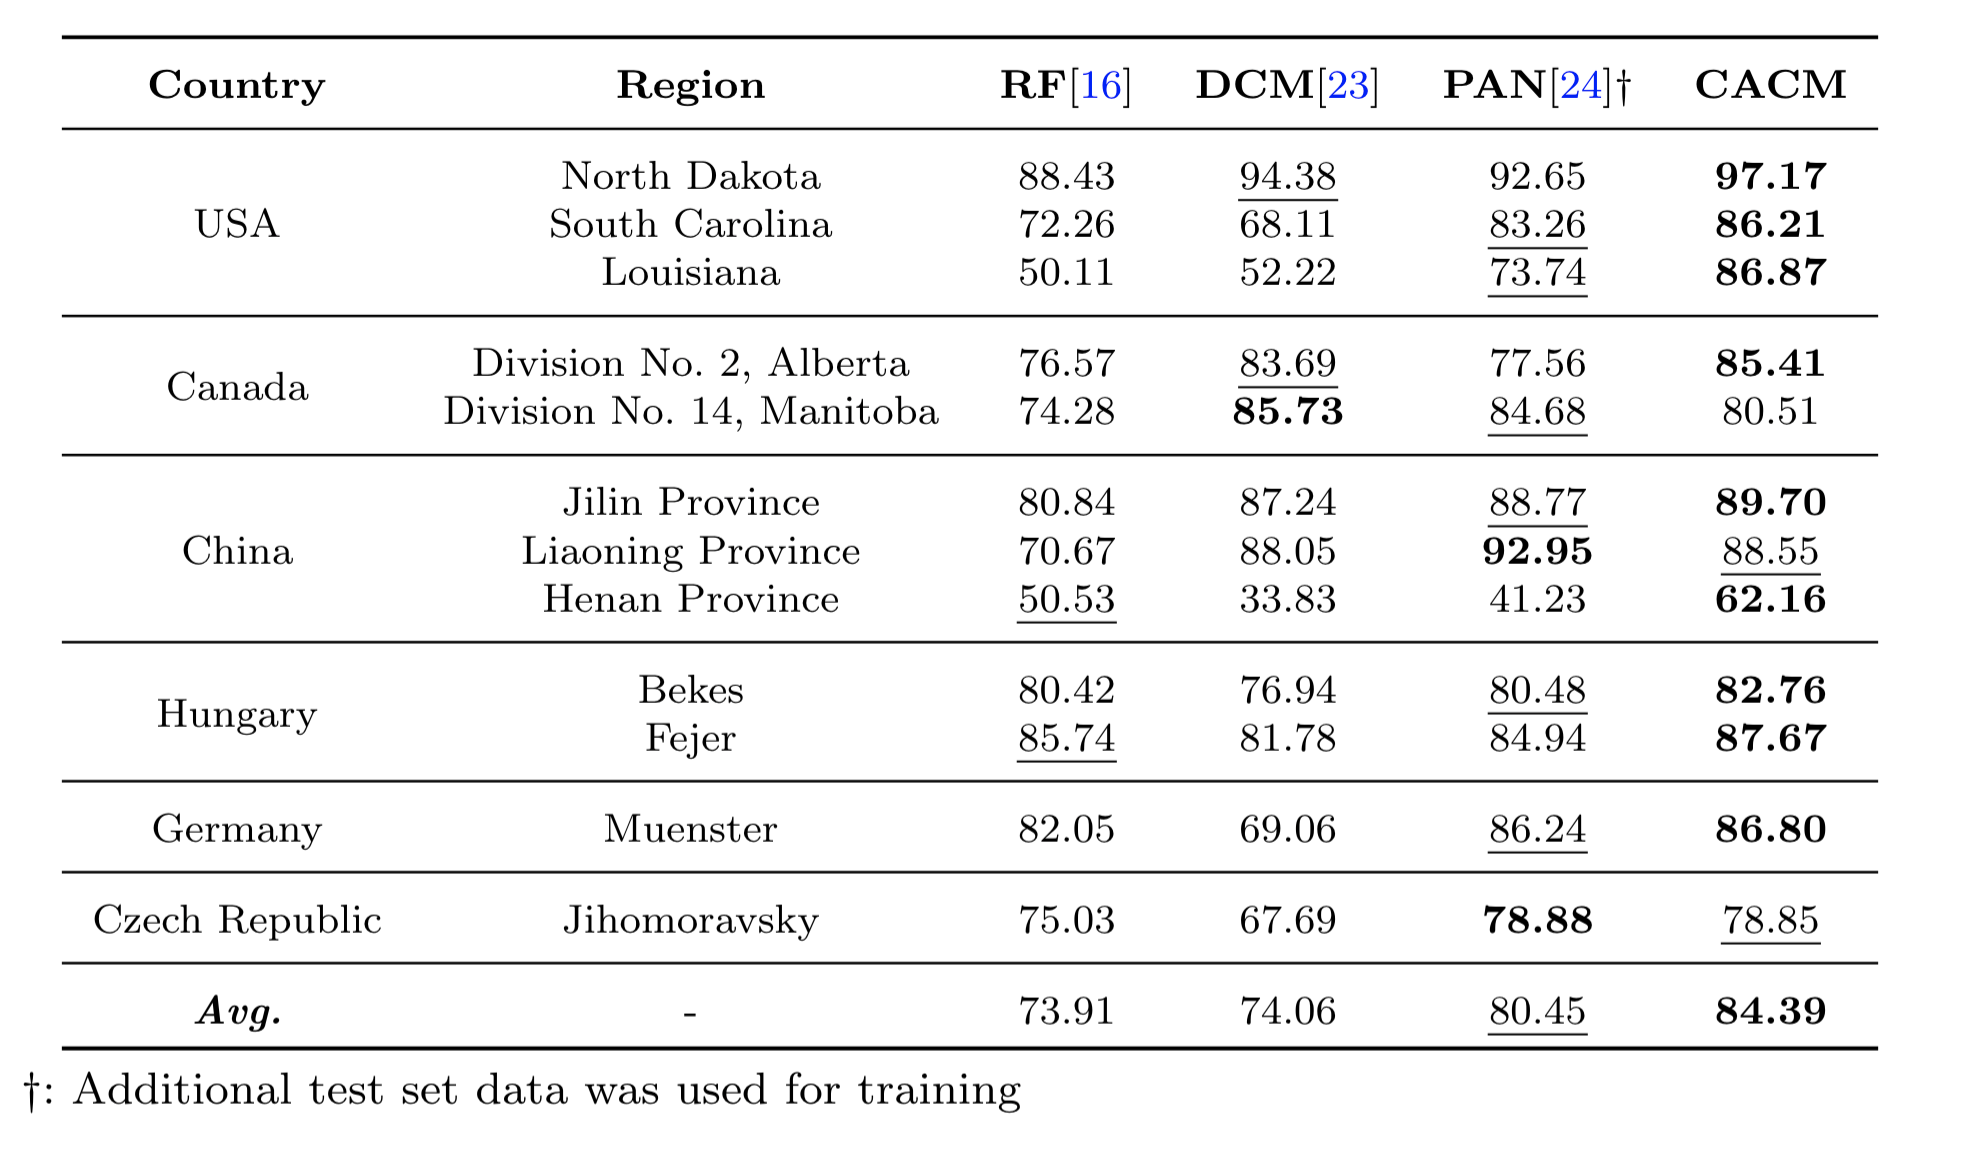 Country Region RF[16] DCM[23] PAN[24]† CACM
North Dakota 88.43 94.38 92.65 97.17
USA South Carolina 72.26 68.11 83.26 86.21
Louisiana 50.11 52.22 73.74 86.87
Canada
Division No. 2, Alberta 76.57 83.69 77.56 85.41
Division No. 14, Manitoba 74.28 85.73 84.68 80.51
Jilin Province 80.84 87.24 88.77 89.70
China Liaoning Province 70.67 88.05 92.95 88.55
Henan Province 50.53 33.83 41.23 62.16
Hungary
Bekes 80.42 76.94 80.48 82.76
Fejer 85.74 81.78 84.94 87.67
Germany Muenster 82.05 69.06 86.24 86.80
Czech Republic Jihomoravsky 75.03 67.69 78.88 78.85
Avg. - 73.91 74.06 80.45 84.39
†: Additional test set data was used for training